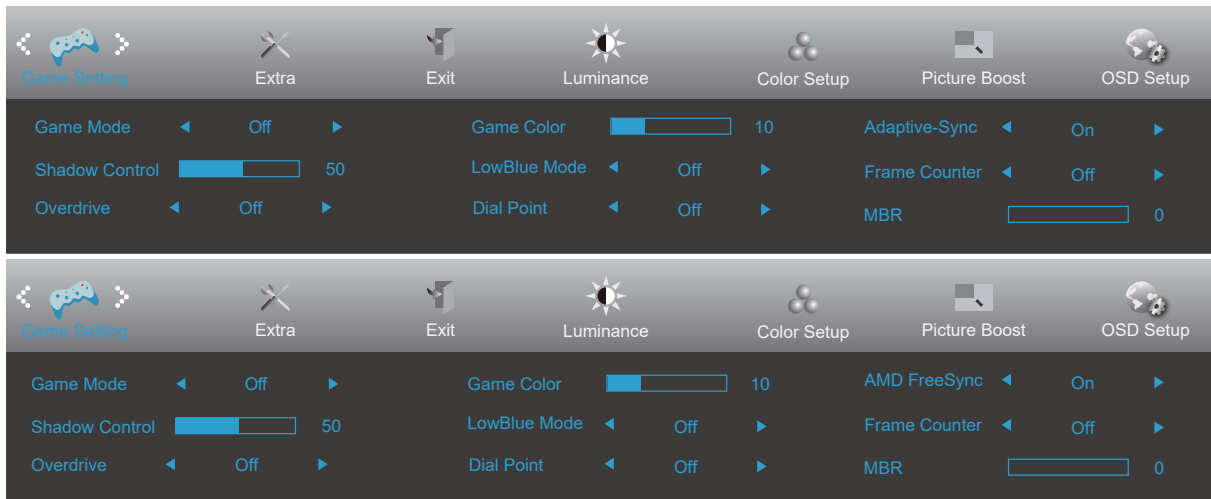 Game Setting Extra Exit Luminance Color Setup Picture Boost OSD Setup
Game Mode Off Game Color 10 Adaptive-Sync On
Shadow Control 50 LowBlue Mode Off Frame Counter Off
Overdrive Off Dial Point Off MBR 0
Game Setting Extra Exit Luminance Color Setup Picture Boost OSD Setup
Game Mode Off Game Color 10 AMD FreeSync On
Shadow Control 50 LowBlue Mode Off Frame Counter Off
Overdrive Off Dial Point Off MBR 0